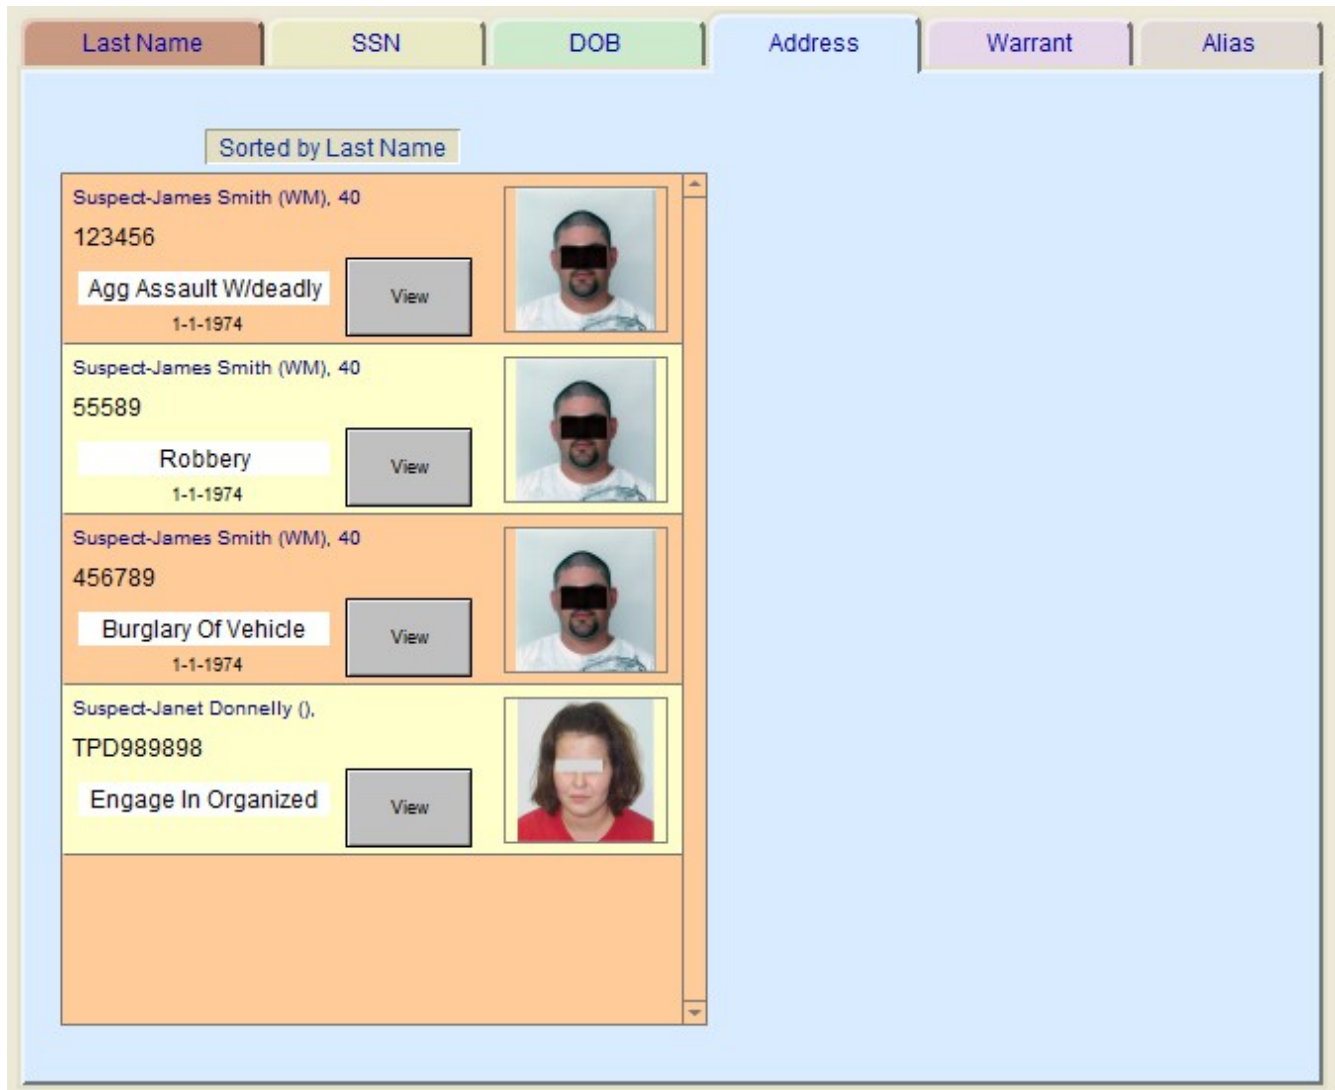 Last Name SSN DOB Address Warrant Alias
Sorted by Last Name
Suspect-James Smith (WM), 40
123456
Agg Assault W/deadly View
1-1-1974
Suspect-James Smith (WM), 40
55589
Robbery View
1-1-1974
Suspect-James Smith (WM), 40
456789
Burglary Of Vehicle View
1-1-1974
Suspect-Janet Donnelly (),
TPD989898
Engage In Organized View